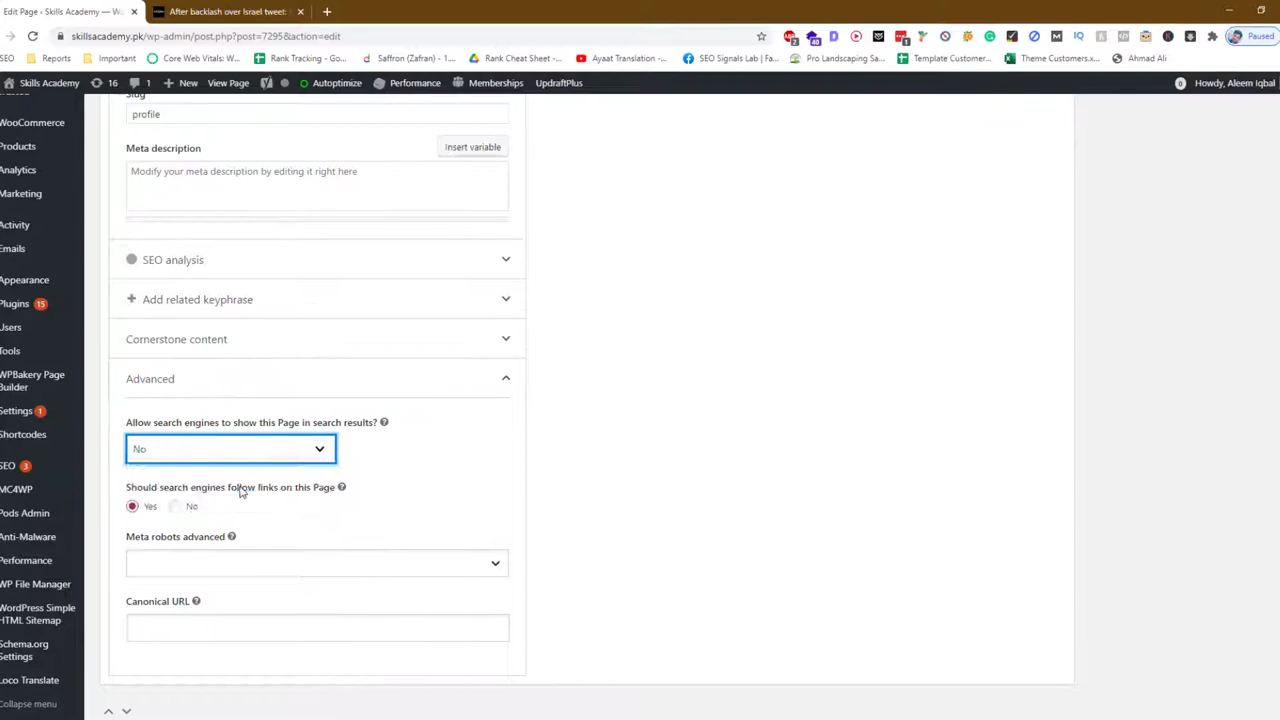 Edit Page - Skills Academy — Wo
After backlash over Israel tweet:
Paused
skillsacademy.pk/wp-admin/post.php?post=7295&action=edit
SEO
Reports
Important
Core Web Vitals: W...
Rank Tracking - Go...
Saffron (Zafran) - 1....
Rank Cheat Sheet -...
Ayaat Translation -...
SEO Signals Lab | Fa...
Pro Landscaping Sa...
Template Customer...
Theme Customers.x...
Ahmad Ali
Skills Academy
16
1
New
View Page
Autoptimize
Performance
Memberships
UpdraftPlus
0
Howdy, Aleem Iqbal
WooCommerce
Products
Analytics
Marketing
Activity
Emails
Appearance
Plugins 15
Users
Tools
WPBakery Page
Builder
Settings 1
Shortcodes
SEO 3
MC4WP
Pods Admin
Anti-Malware
Performance
WP File Manager
WordPress Simple
HTML Sitemap
Schema.org
Settings
Loco Translate
Collapse menu
Slug
profile
Meta description
Insert variable
Modify your meta description by editing it right here
SEO analysis
Add related keyphrase
Cornerstone content
Advanced
Allow search engines to show this Page in search results?
No
Should search engines follow links on this Page
Yes
No
Meta robots advanced
Canonical URL